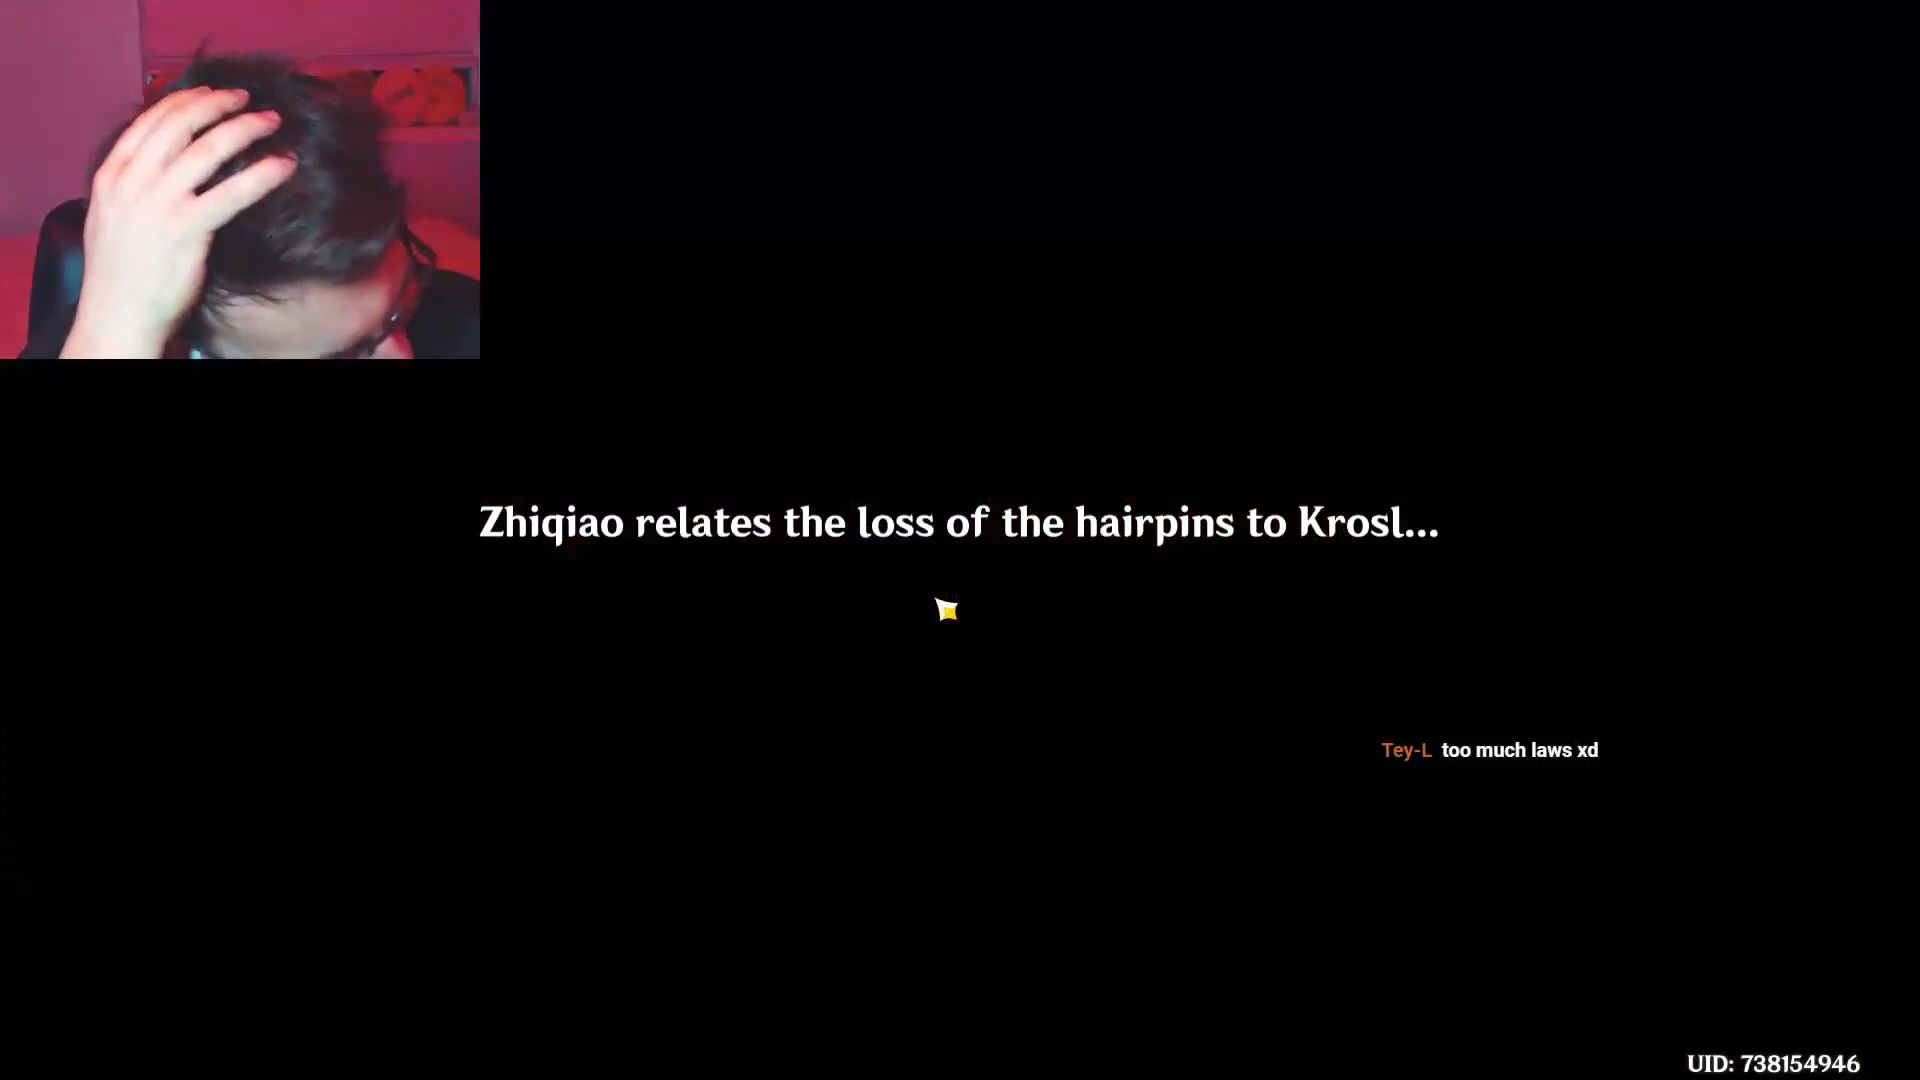 Zhiqiao relates the loss of the hairpins to Krosl...
Tey-L too much laws xd
UID: 738154946